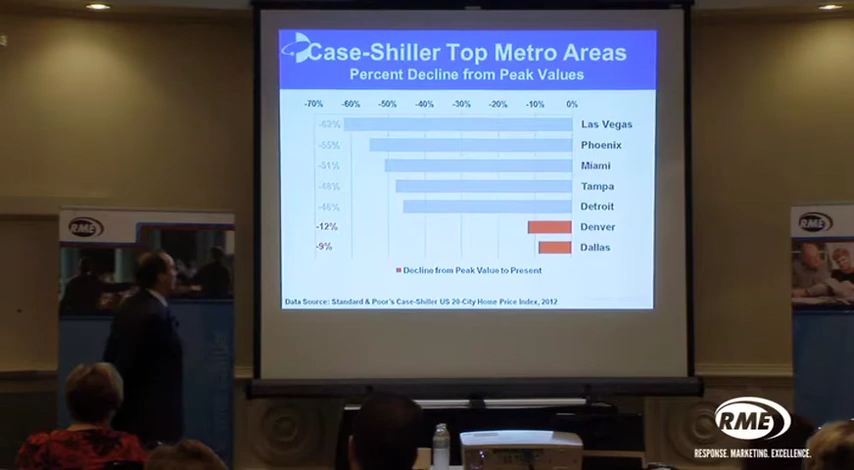 Case-Shiller Top Metro Areas
Percent Decline from Peak Values
-70% -60% -50% -40% -30% -20% -10% 0%
-62% Las Vegas
-55% Phoenix
-51% Miami
-48% Tampa
-46% Detroit
-12% Denver
-9% Dallas
Decline from Peak Value to Present
Data Source: Standard & Poor's Case-Shiller US 20-City Home Price Index, 2012
RME
RME
RME
RESPONSE. MARKETING. EXCELLENCE.